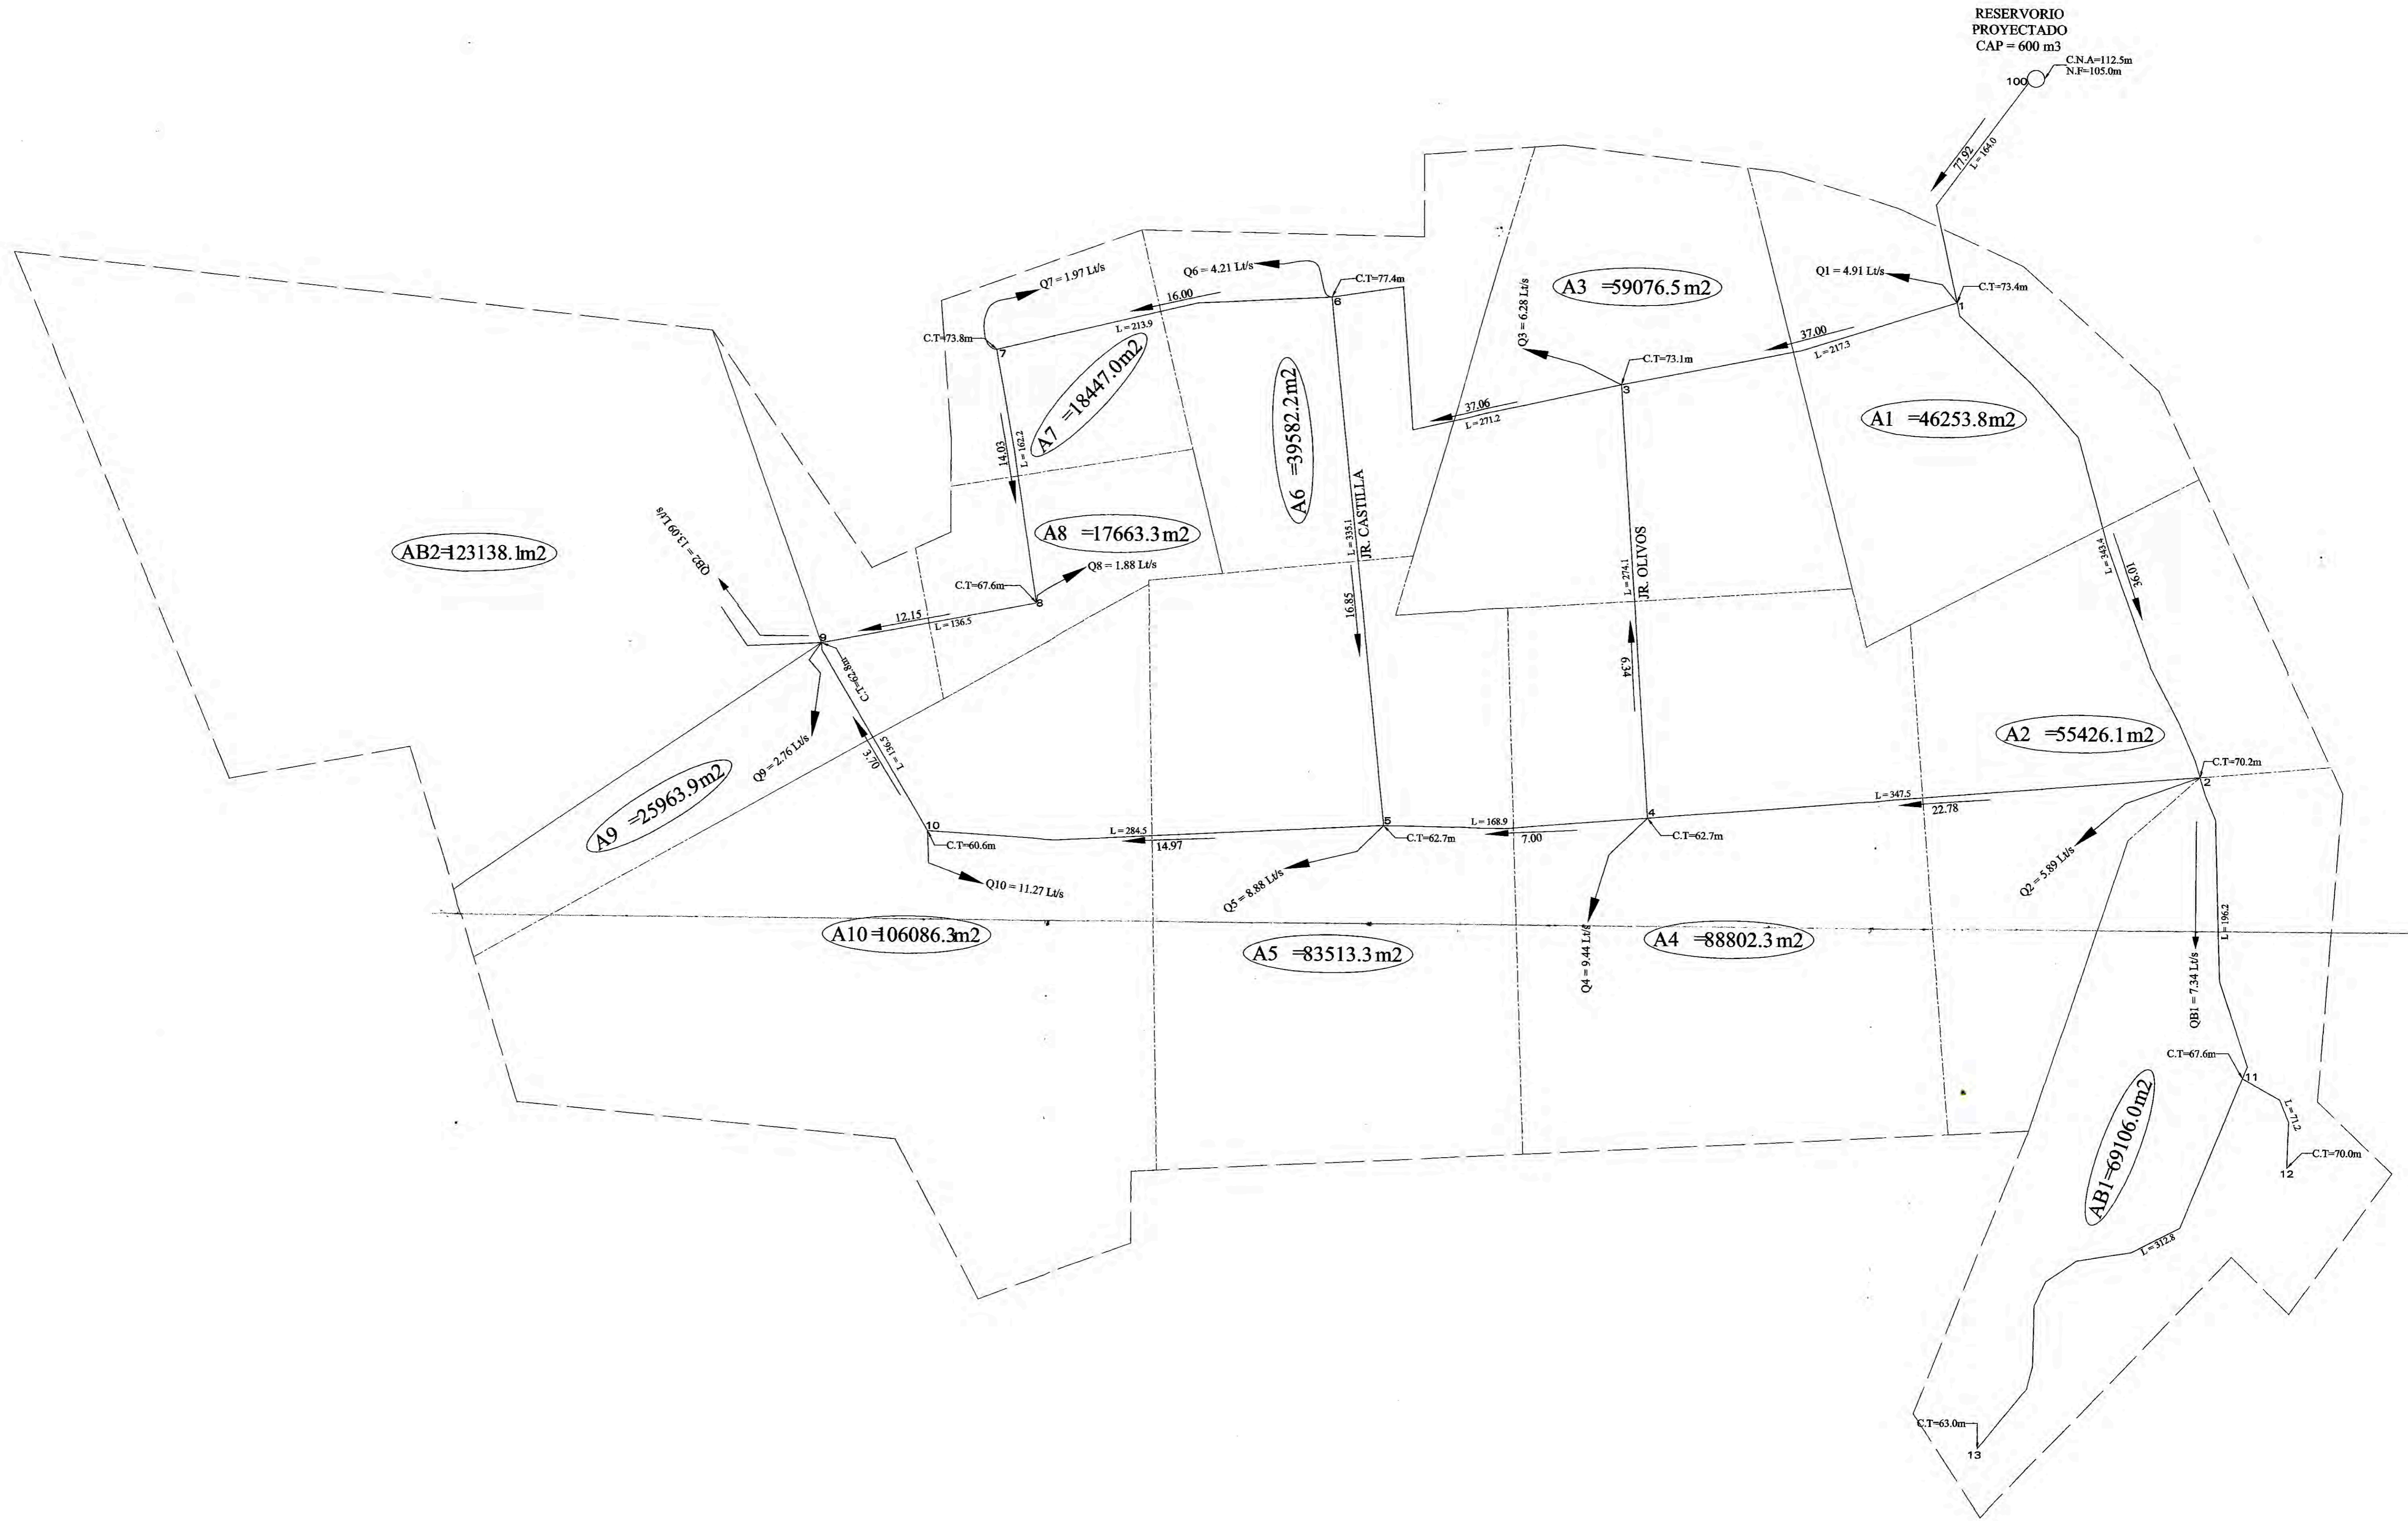 RESERVORIO
PROYECTADO
CAP = 600 m3
C.N.A=112.5m
N.F=105.0m
100
77.92
L = 164.0
Q7 = 1.97 Lt/s
Q6 = 4.21 Lt/s
C.T=77.4m
6
16.00
L = 213.9
C.T=73.8m
7
A7 =18447.0m2
14.03
L = 162.2
A6 =39582.2m2
Q3 = 6.28 Lt/s
A3 =59076.5m2
Q1 = 4.91 Lt/s
C.T=73.4m
1
37.00
L = 217.3
C.T=73.1m
3
37.06
L = 271.2
A1 =46253.8m2
AB2=123138.1m2
QB2 = 13.09 Lt/s
A8 =17663.3m2
Q8 = 1.88 Lt/s
C.T=67.6m
8
12.15
L = 136.5
9
C.T=62.8m
L = 335.1
JR. CASTILLA
16.85
L = 274.1
JR. OLIVOS
6.34
L = 343.4
36.01
Q9 = 2.76 Lt/s
L = 136.5
3.70
A9 =25963.9m2
A2 =55426.1m2
C.T=70.2m
2
L = 347.5
22.78
10
C.T=60.6m
Q10 = 11.27 Lt/s
L = 284.5
14.97
5
C.T=62.7m
L = 168.9
7.00
4
C.T=62.7m
Q5 = 8.88 Lt/s
Q4 = 9.44 Lt/s
Q2 = 5.89 Lt/s
L = 196.2
QB1 = 7.34 Lt/s
A10 =106086.3m2
A5 =83513.3m2
A4 =88802.3m2
C.T=67.6m
11
AB1=69106.0m2
L = 71.2
C.T=70.0m
12
L = 312.8
C.T=63.0m
13